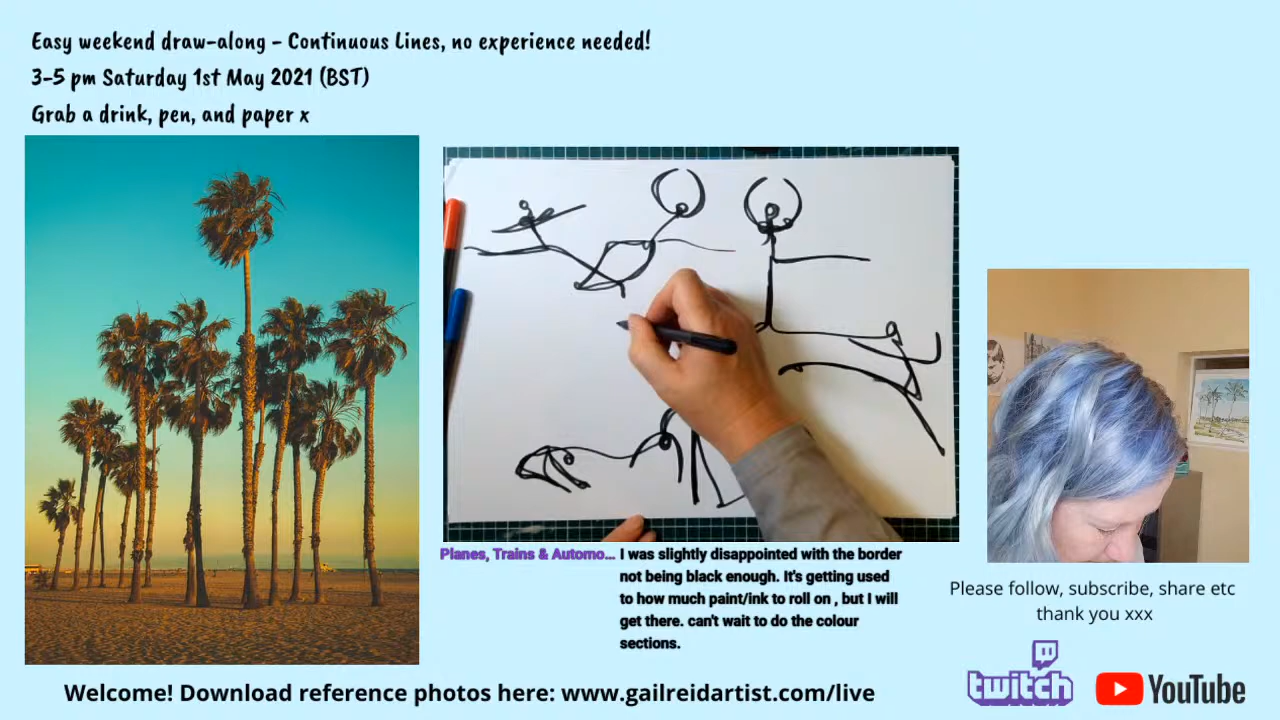 Easy weekend draw-along - Continuous Lines, no experience needed!
3-5 pm Saturday 1st May 2021 (BST)
Grab a drink, pen, and paper x
Planes, Trains & Automo... I was slightly disappointed with the border
not being black enough. It's getting used
to how much paint/ink to roll on , but I will
get there. can't wait to do the colour
sections.
Please follow, subscribe, share etc
thank you xxx
twitch YouTube
Welcome! Download reference photos here: www.gailreidartist.com/live